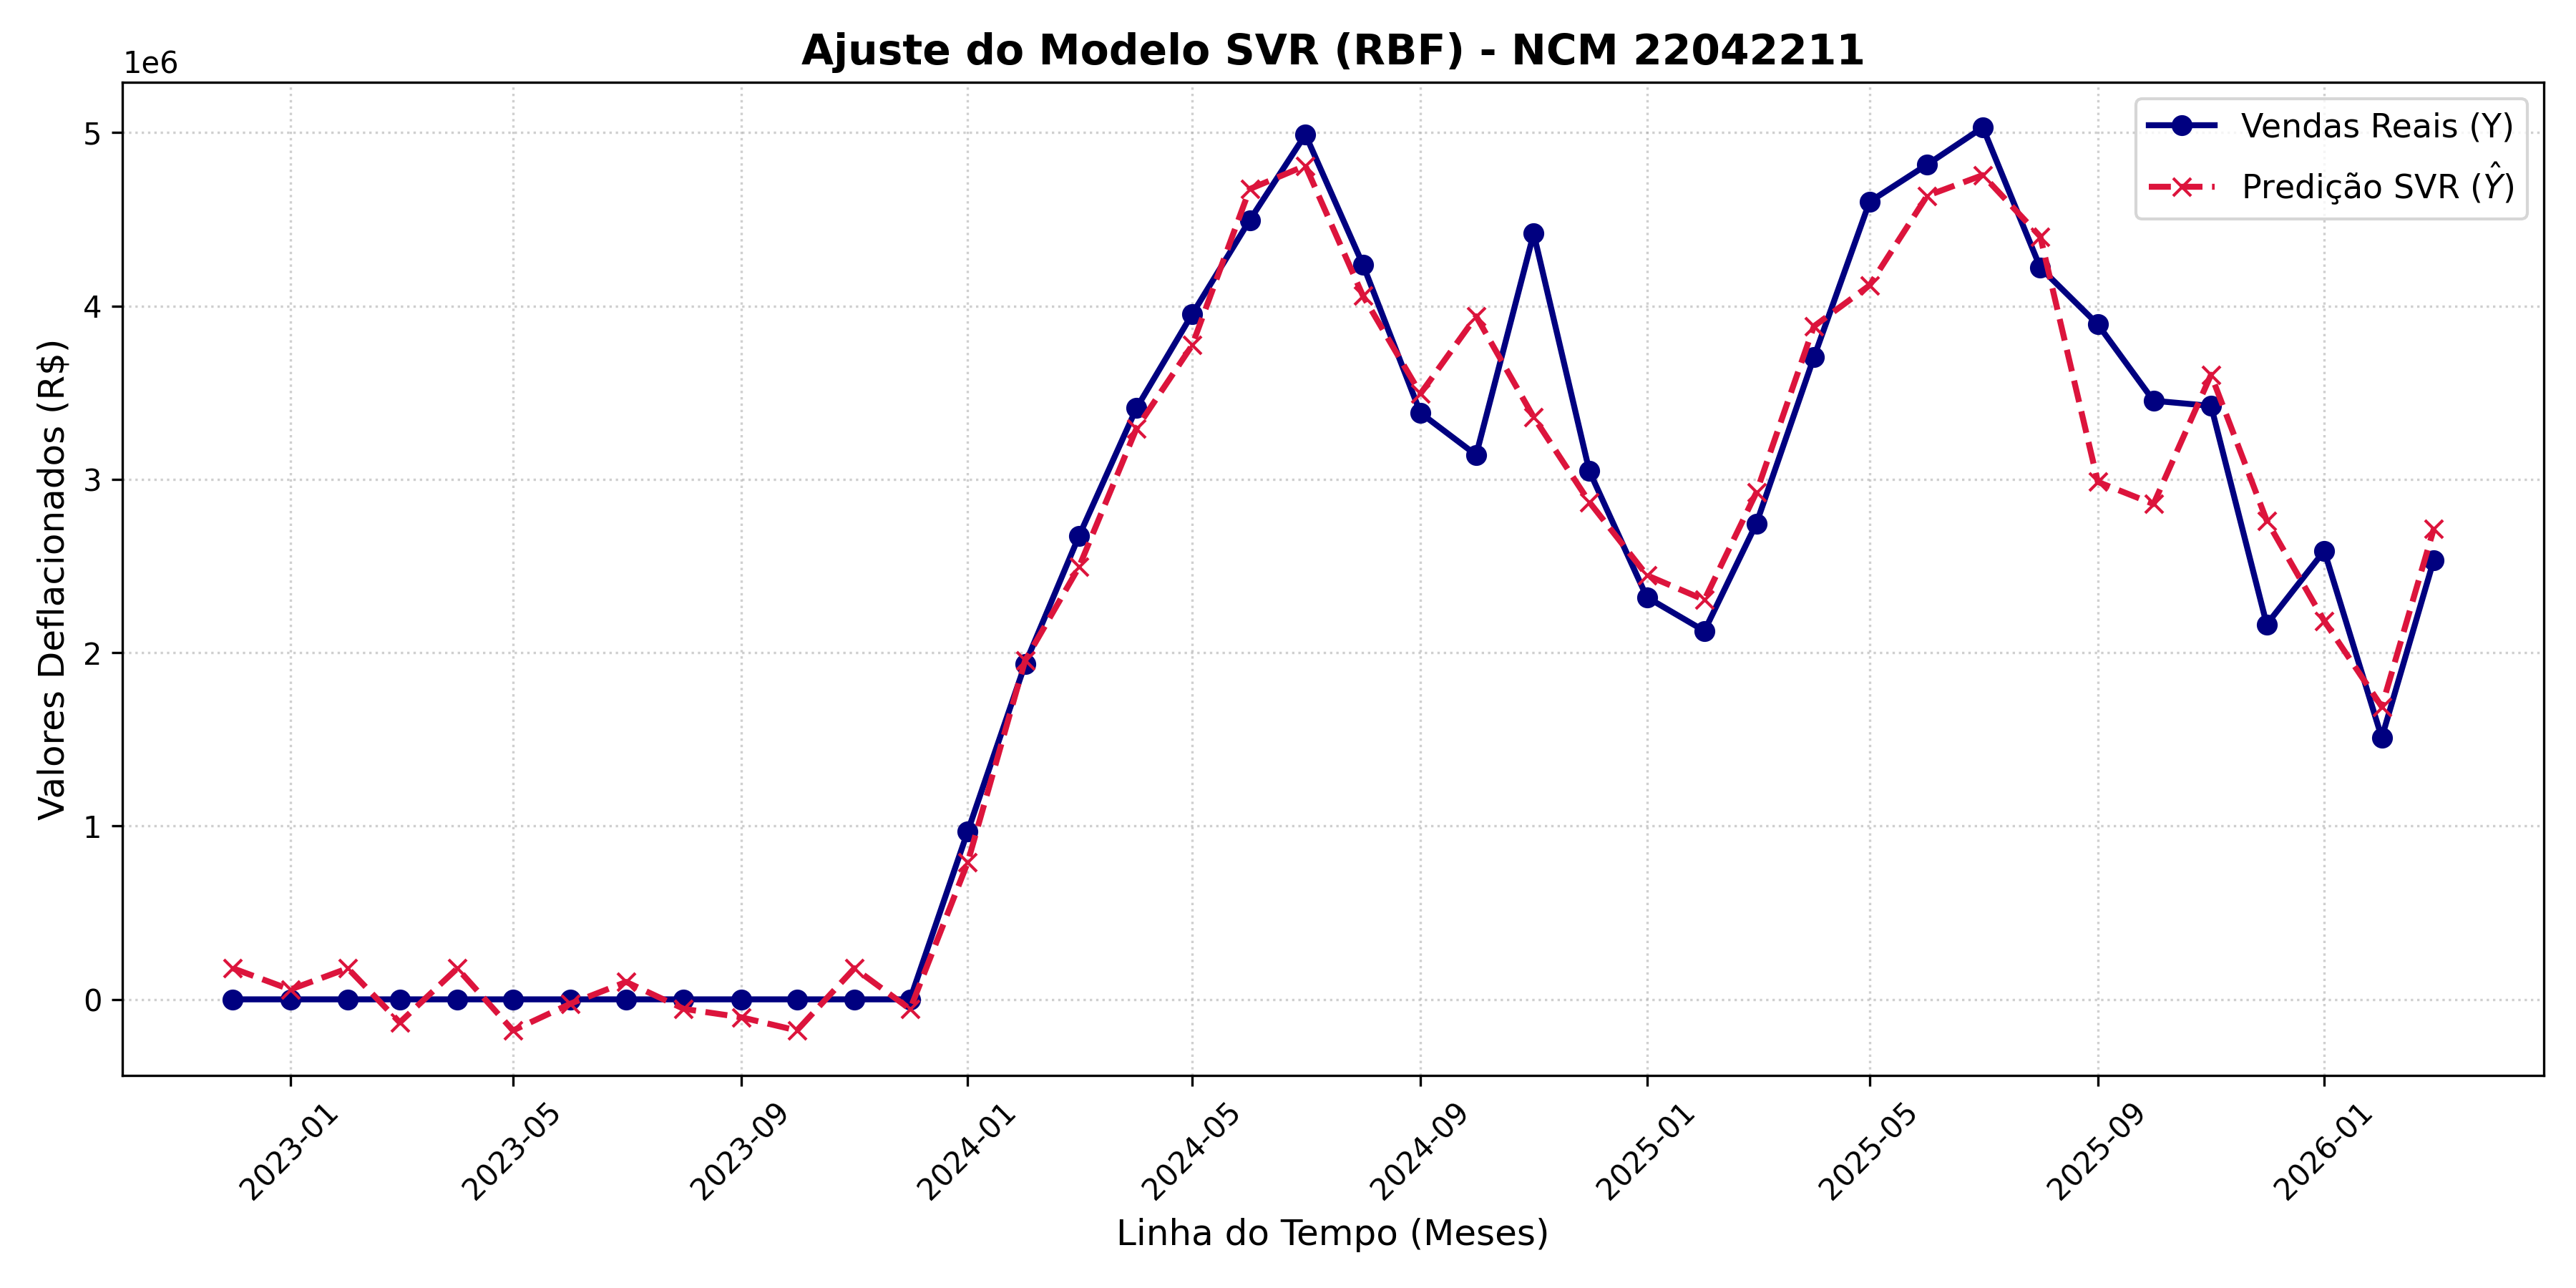 Ajuste do Modelo SVR (RBF) - NCM 22042211
1e6
Vendas Reais (Y)
Predição SVR (Ŷ)
Valores Deflacionados (R$)
5
4
3
2
1
0
2023-01
2023-05
2023-09
2024-01
2024-05
2024-09
2025-01
2025-05
2025-09
2026-01
Linha do Tempo (Meses)